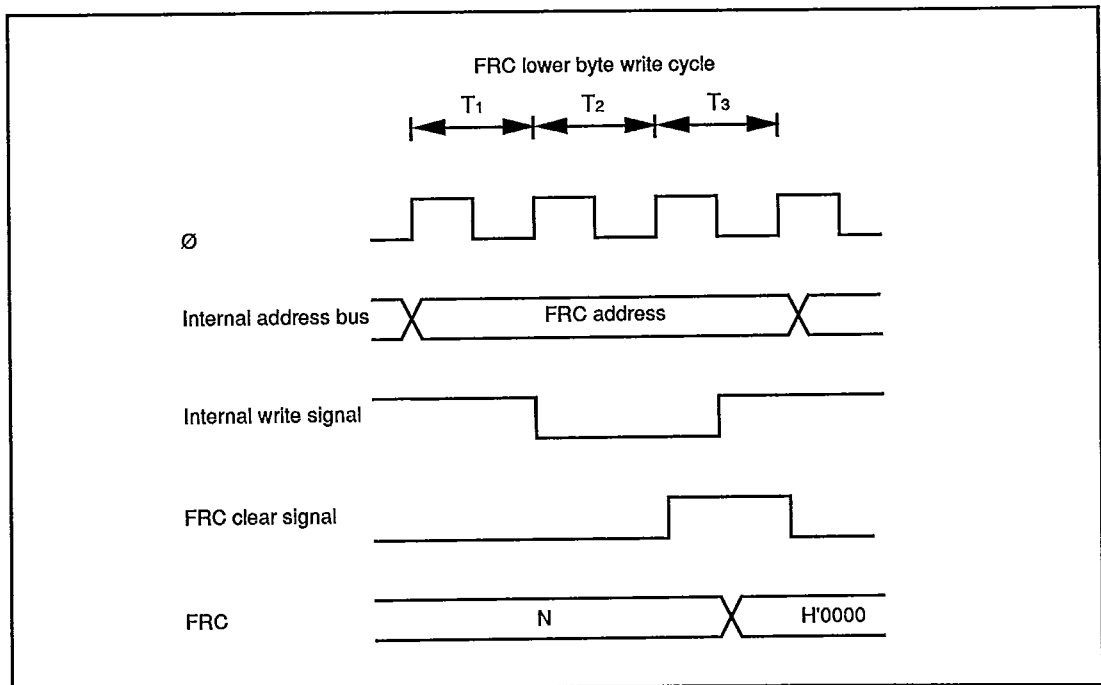 FRC lower byte write cycle
T1 T2 T3
Ø
Internal address bus FRC address
Internal write signal
FRC clear signal
FRC N H'0000